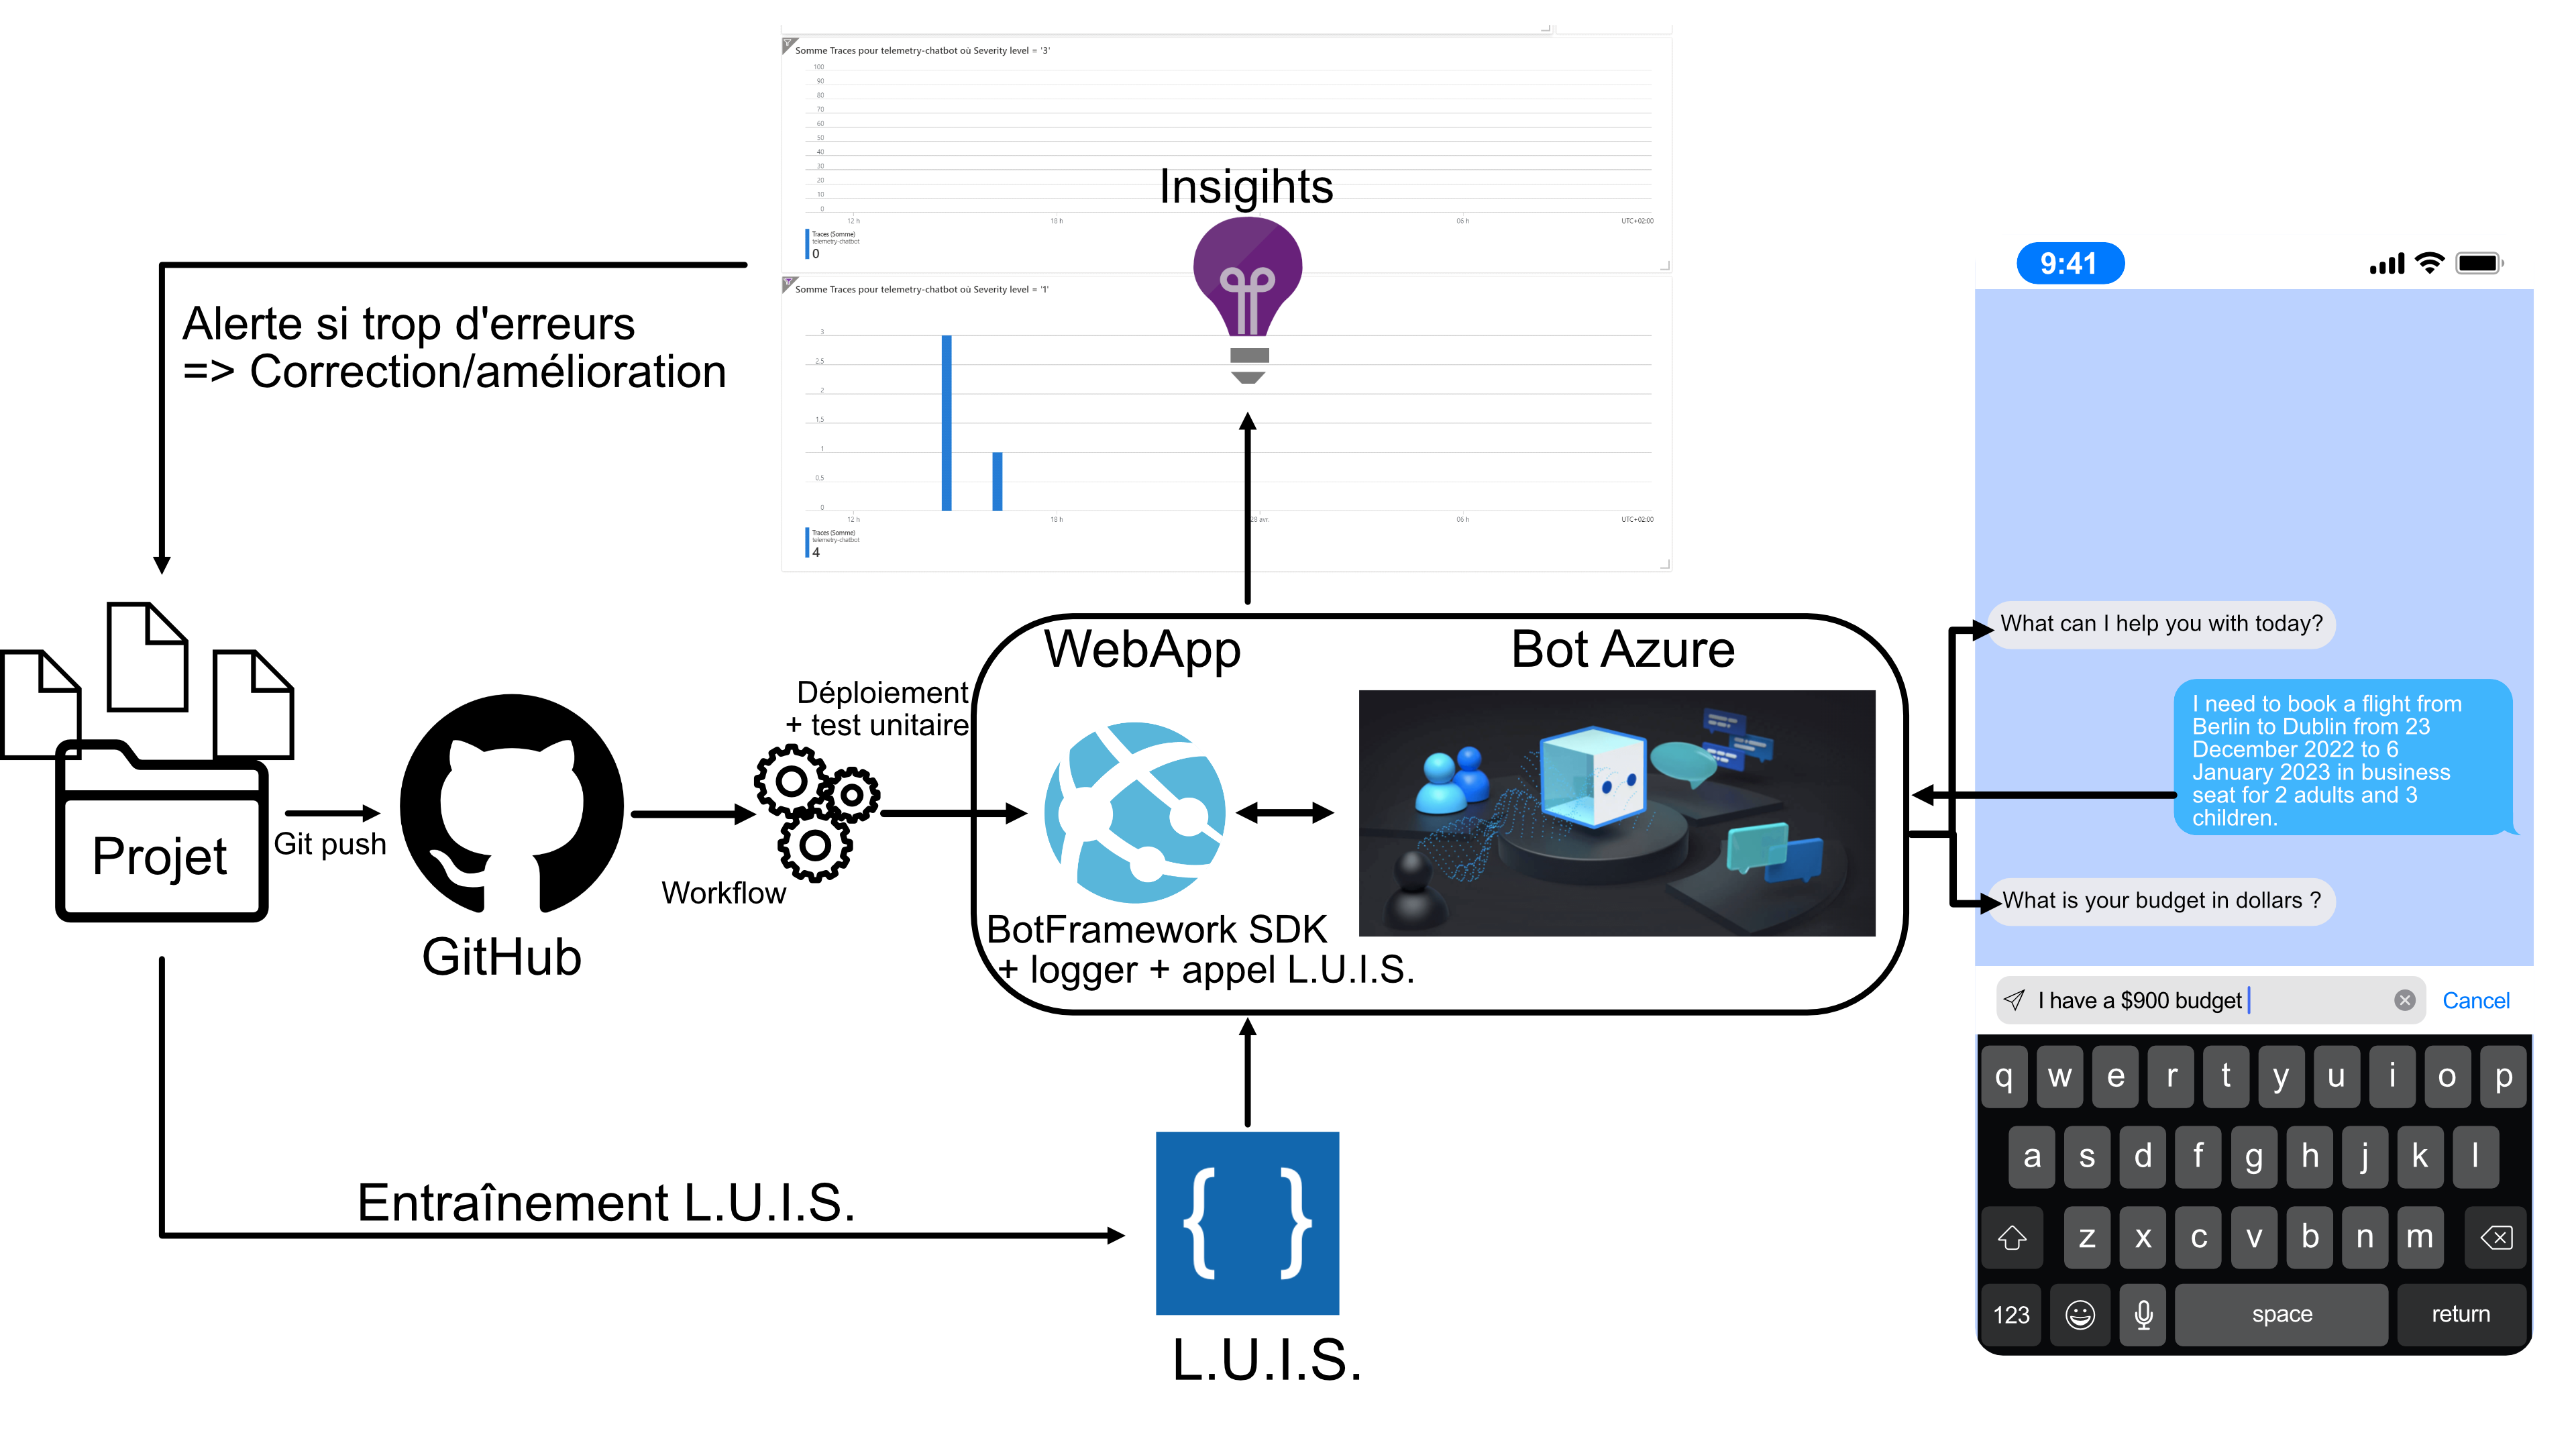 Somme Traces pour telemetry-chatbot où Severity level = '3'
100
90
80
70
60
50
40
30
20
10
0
12 h
18 h
06 h
UTC+02:00
Traces (Somme)
telemetry-chatbot
0
Insigihts
Somme Traces pour telemetry-chatbot où Severity level = '1'
3
2,5
2
1,5
1
0,5
0
12 h
18 h
28 avr.
06 h
UTC+02:00
Traces (Somme)
telemetry-chatbot
4
Alerte si trop d'erreurs
=> Correction/amélioration
Projet
Git push
GitHub
Workflow
Déploiement
+ test unitaire
WebApp
Bot Azure
BotFramework SDK
+ logger + appel L.U.I.S.
Entraînement L.U.I.S.
{ }
L.U.I.S.
9:41
What can I help you with today?
I need to book a flight from
Berlin to Dublin from 23
December 2022 to 6
January 2023 in business
seat for 2 adults and 3
children.
What is your budget in dollars ?
I have a $900 budget
Cancel
q w e r t y u i o p
a s d f g h j k l
z x c v b n m
123
space
return